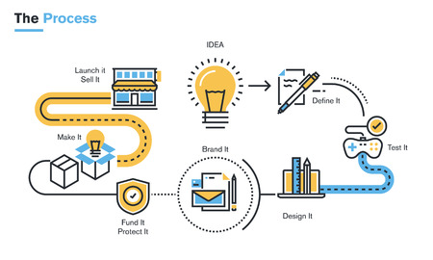 The Process
IDEA
Define It
Test It
Design It
Brand It
Fund It
Protect It
Make It
Launch it
Sell It